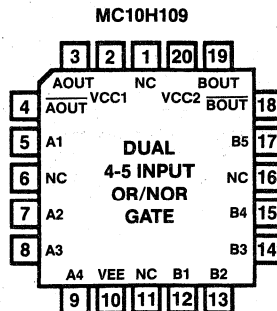 MC10H109
3 2 1 20 19
AOUT VCC1 NC VCC2 BOUT
4 AOUT BOUT 18
5 A1 B5 17
6 NC NC 16
7 A2 B4 15
8 A3 B3 14
DUAL
4-5 INPUT
OR/NOR
GATE
A4 VEE NC B1 B2
9 10 11 12 13